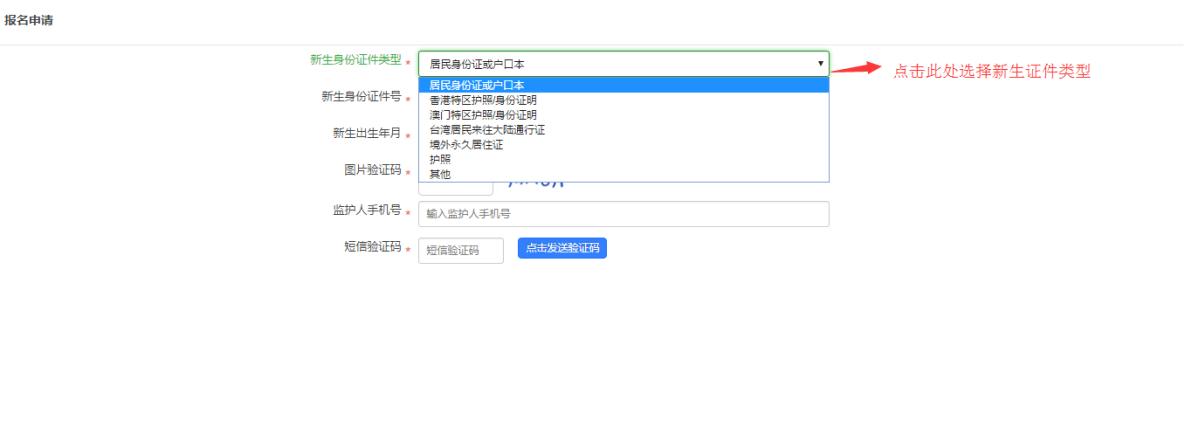 报名申请
新生身份证件类型 *
居民身份证或户口本
点击此处选择新生证件类型
居民身份证或户口本
新生身份证件号 *
香港特区护照/身份证明
澳门特区护照/身份证明
新生出生年月 *
台湾居民来往大陆通行证
境外永久居住证
护照
图片验证码 *
其他
监护人手机号 *
输入监护人手机号
短信验证码 *
短信验证码
点击发送验证码